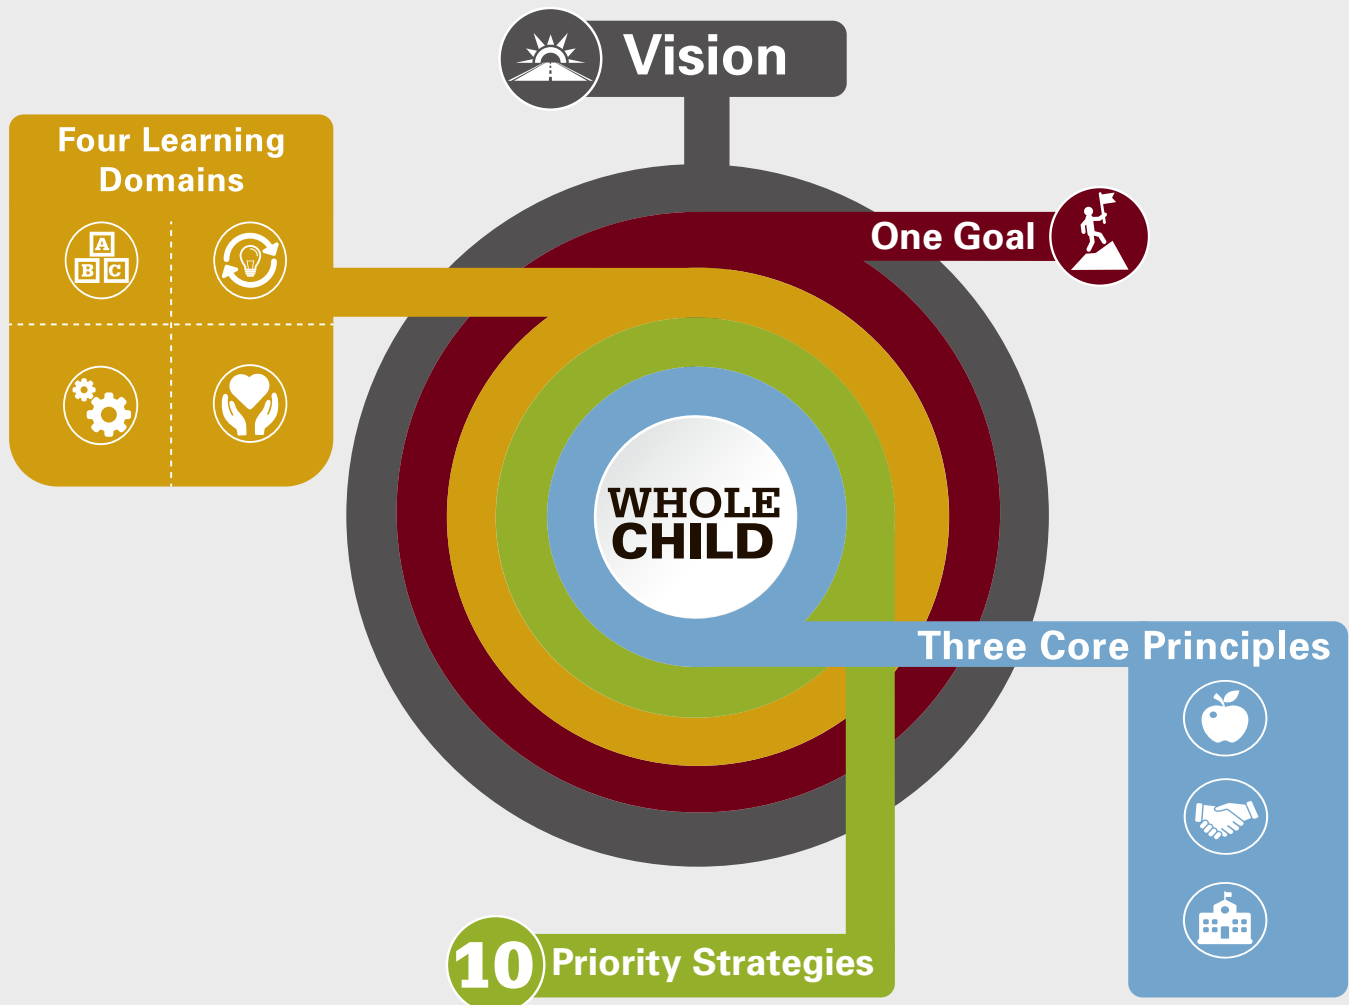 Vision
Four Learning
Domains
A
B C
One Goal
WHOLE
CHILD
Three Core Principles
10 Priority Strategies